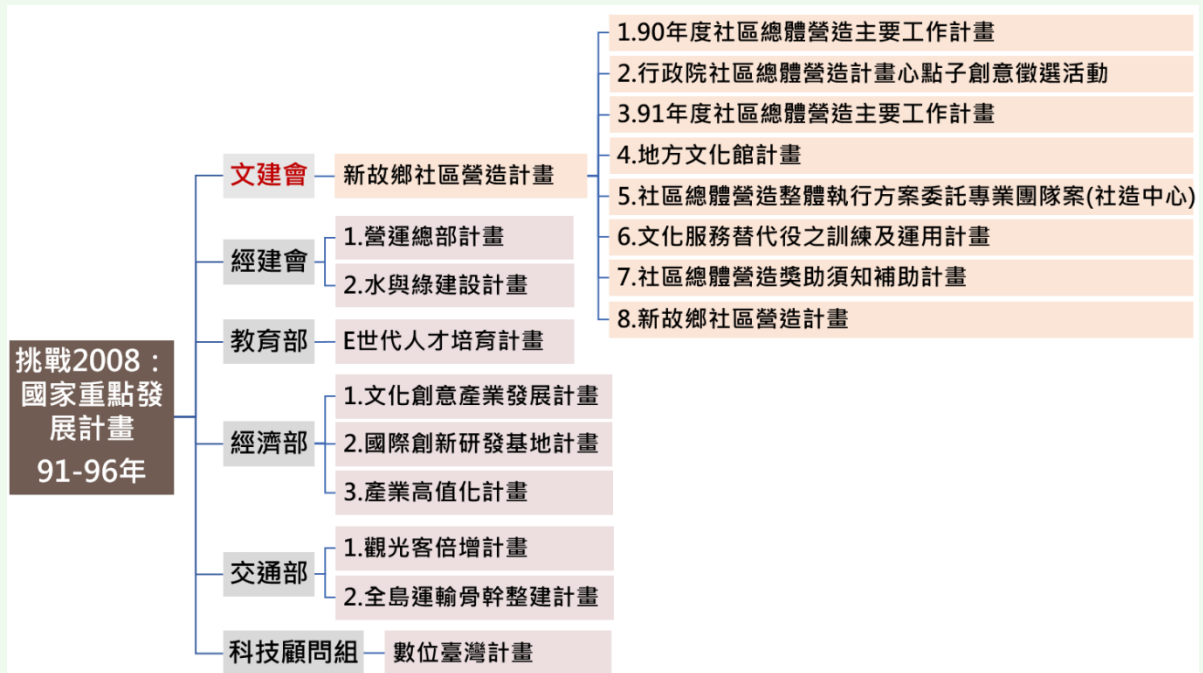 挑戰2008：
國家重點發
展計畫
91-96年
文建會
新故鄉社區營造計畫
1.90年度社區總體營造主要工作計畫
2.行政院社區總體營造計畫心點子創意徵選活動
3.91年度社區總體營造主要工作計畫
4.地方文化館計畫
5.社區總體營造整體執行方案委託專業團隊案(社造中心)
6.文化服務替代役之訓練及運用計畫
7.社區總體營造獎助須知補助計畫
8.新故鄉社區營造計畫
經建會
1.營運總部計畫
2.水與綠建設計畫
教育部
E世代人才培育計畫
經濟部
1.文化創意產業發展計畫
2.國際創新研發基地計畫
3.產業高值化計畫
交通部
1.觀光客倍增計畫
2.全島運輸骨幹整建計畫
科技顧問組
數位臺灣計畫